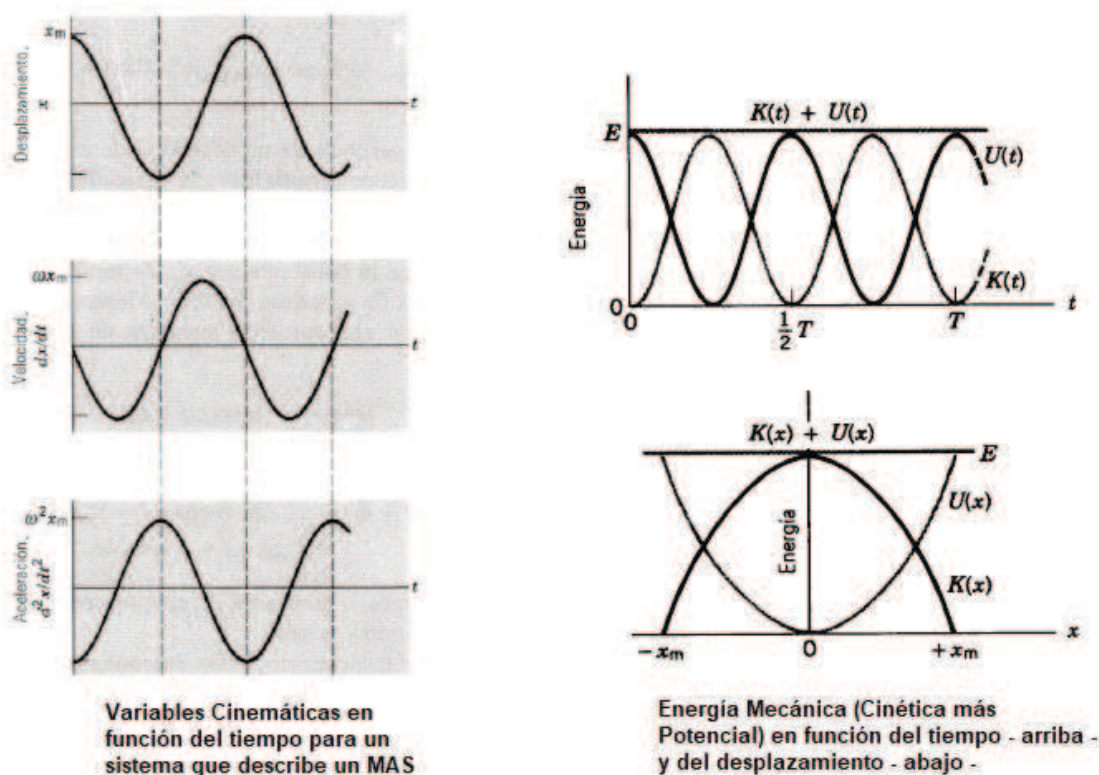 Desplazamiento,
x
xm
t
Velocidad,
dx/dt
ωxm
t
Aceleración,
d²x/dt²
ω²xm
t
Variables Cinemáticas en
función del tiempo para un
sistema que describe un MAS
K(t) + U(t)
E
U(t)
Energía
K(t)
0
0
1/2 T
T
t
K(x) + U(x)
E
U(x)
Energía
K(x)
-xm
0
+xm
x
Energía Mecánica (Cinética más
Potencial) en función del tiempo - arriba -
y del desplazamiento - abajo -